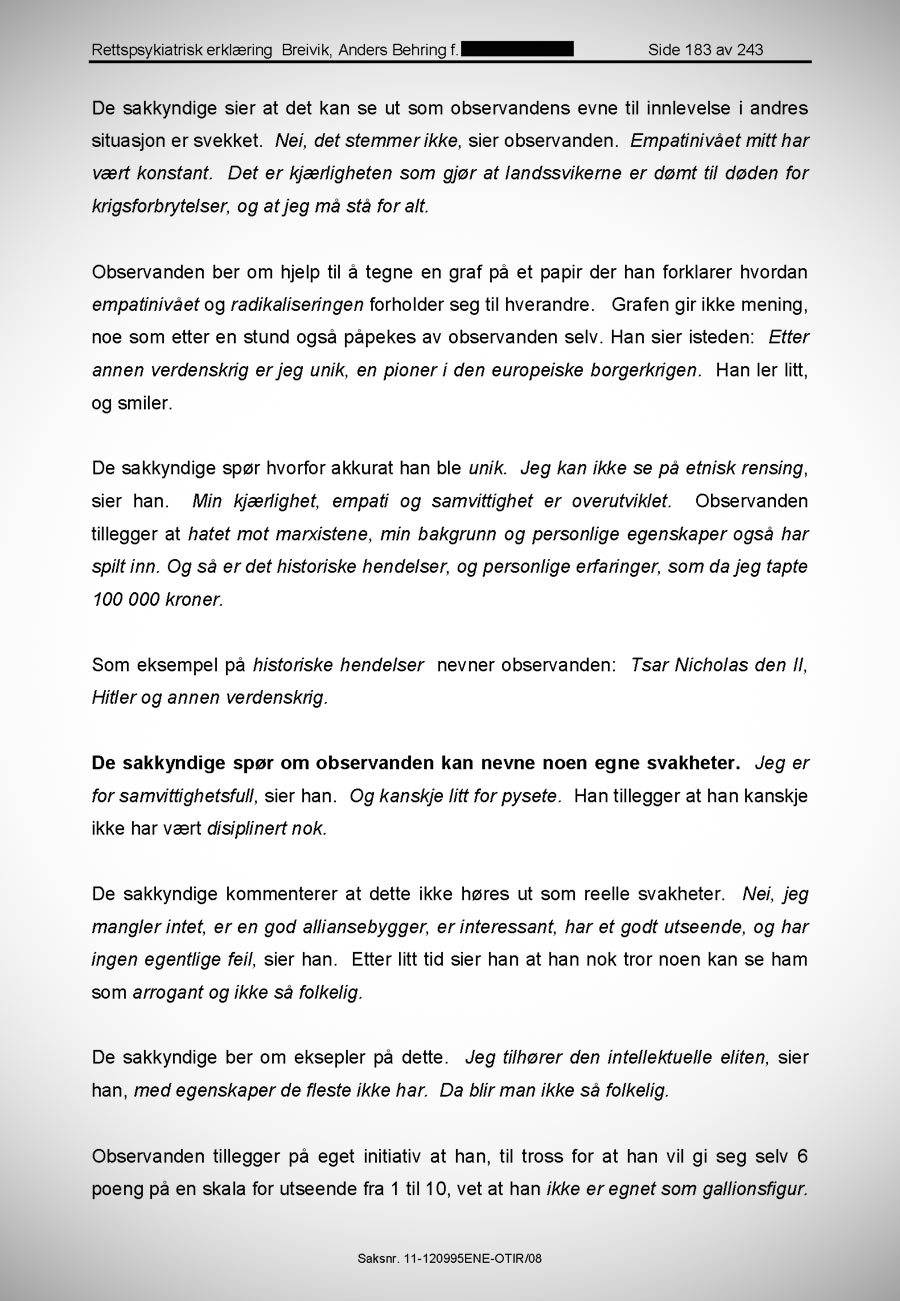 Rettspsykiatrisk erklæring Breivik, Anders Behring f. Side 183 av 243
De sakkyndige sier at det kan se ut som observandens evne til innlevelse i andres
situasjon er svekket. Nei, det stemmer ikke, sier observanden. Empatinivået mitt har
vært konstant. Det er kjærligheten som gjør at landssvikerne er dømt til døden for
krigsforbrytelser, og at jeg må stå for alt.
Observanden ber om hjelp til å tegne en graf på et papir der han forklarer hvordan
empatinivået og radikaliseringen forholder seg til hverandre. Grafen gir ikke mening,
noe som etter en stund også påpekes av observanden selv. Han sier isteden: Etter
annen verdenskrig er jeg unik, en pioner i den europeiske borgerkrigen. Han ler litt,
og smiler.
De sakkyndige spør hvorfor akkurat han ble unik. Jeg kan ikke se på etnisk rensing,
sier han. Min kjærlighet, empati og samvittighet er overutviklet. Observanden
tillegger at hatet mot marxistene, min bakgrunn og personlige egenskaper også har
spilt inn. Og så er det historiske hendelser, og personlige erfaringer, som da jeg tapte
100 000 kroner.
Som eksempel på historiske hendelser nevner observanden: Tsar Nicholas den II,
Hitler og annen verdenskrig.
De sakkyndige spør om observanden kan nevne noen egne svakheter. Jeg er
for samvittighetsfull, sier han. Og kanskje litt for pysete. Han tillegger at han kanskje
ikke har vært disiplinert nok.
De sakkyndige kommenterer at dette ikke høres ut som reelle svakheter. Nei, jeg
mangler intet, er en god alliansebygger, er interessant, har et godt utseende, og har
ingen egentlige feil, sier han. Etter litt tid sier han at han nok tror noen kan se ham
som arrogant og ikke så folkelig.
De sakkyndige ber om eksepler på dette. Jeg tilhører den intellektuelle eliten, sier
han, med egenskaper de fleste ikke har. Da blir man ikke så folkelig.
Observanden tillegger på eget initiativ at han, til tross for at han vil gi seg selv 6
poeng på en skala for utseende fra 1 til 10, vet at han ikke er egnet som gallionsfigur.
Saksnr. 11-120995ENE-OTIR/08